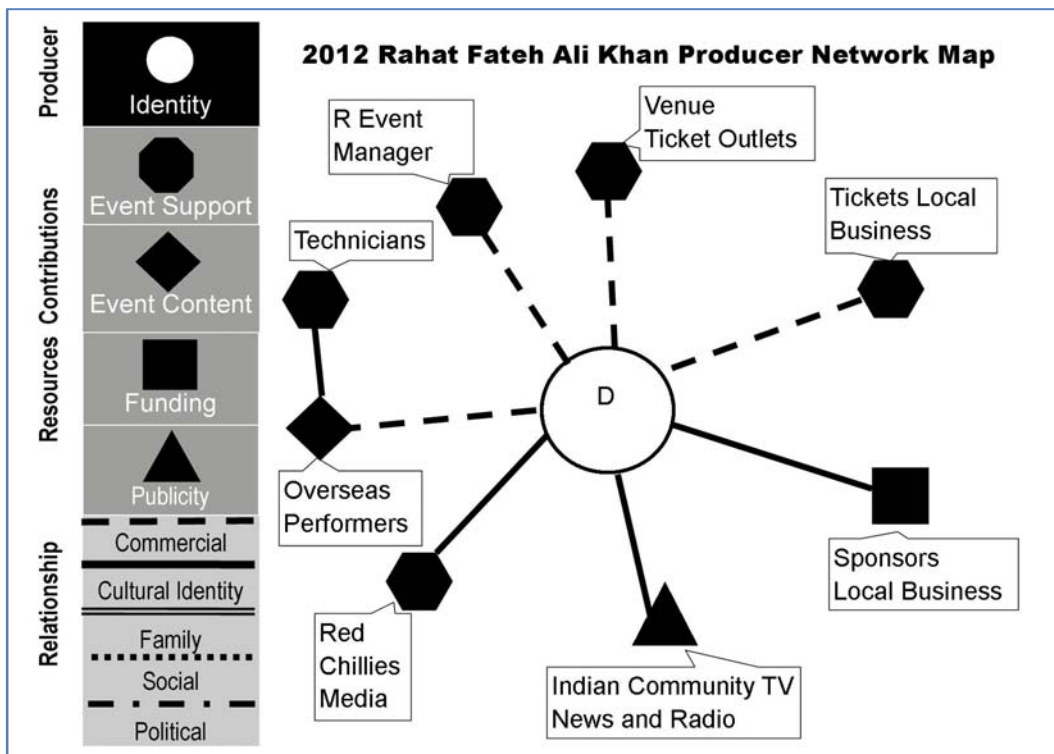 2012 Rahat Fateh Ali Khan Producer Network Map
Producer
Identity
Contributions
Event Support
Event Content
Resources
Funding
Publicity
Relationship
Commercial
Cultural Identity
Family
Social
Political
R Event
Manager
Venue
Ticket Outlets
Technicians
Tickets Local
Business
D
Overseas
Performers
Sponsors
Local Business
Red
Chillies
Media
Indian Community TV
News and Radio